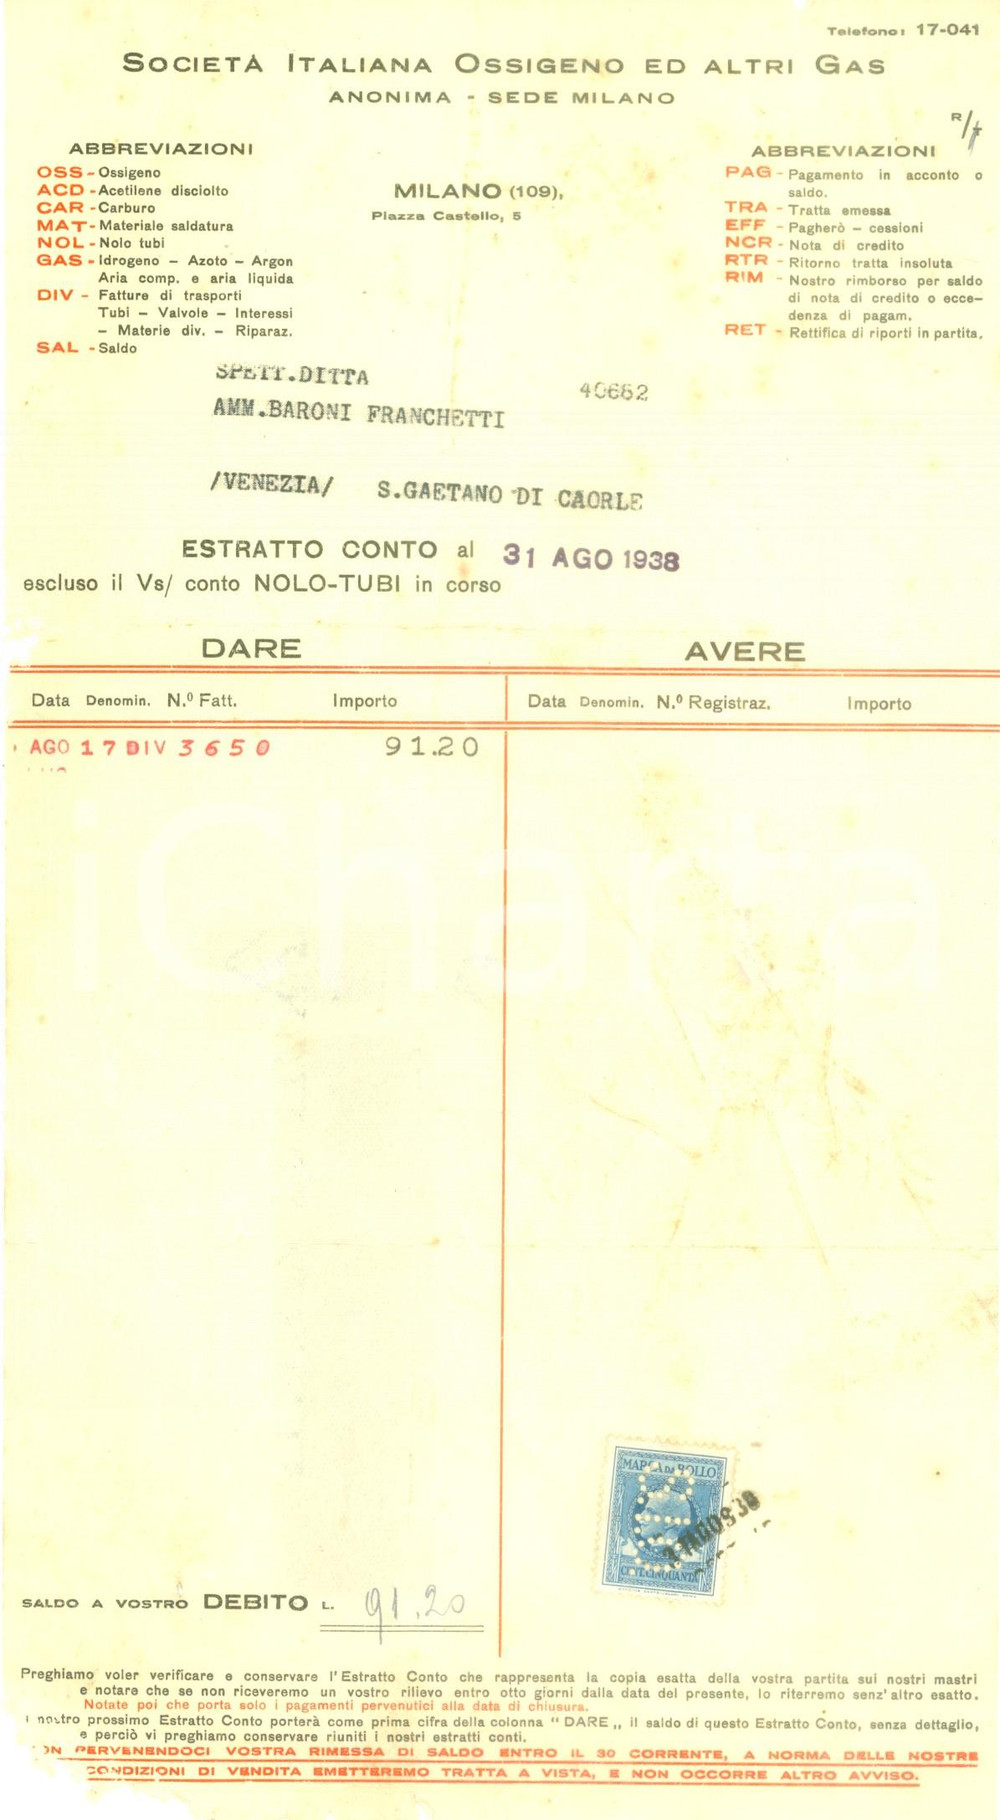 Telefono: 17-041
SOCIETÀ ITALIANA OSSIGENO ED ALTRI GAS
ANONIMA - SEDE MILANO
R/
ABBREVIAZIONI
OSS - Ossigeno
ACD - Acetilene disciolto
CAR - Carburo
MAT - Materiale saldatura
NOL - Nolo tubi
GAS - Idrogeno - Azoto - Argon
Aria comp. e aria liquida
DIV - Fatture di trasporti
Tubi - Valvole - Interessi
- Materie div. - Riparaz.
SAL - Saldo
MILANO (109),
Piazza Castello, 5
ABBREVIAZIONI
PAG - Pagamento in acconto o
saldo.
TRA - Tratta emessa
EFF - Pagherò - cessioni
NCR - Nota di credito
RTR - Ritorno tratta insoluta
RIM - Nostro rimborso per saldo
di nota di credito o ecce-
denza di pagam.
RET - Rettifica di riporti in partita.
SPETT.DITTA
40662
AMM.BARONI FRANCHETTI
/VENEZIA/ S.GAETANO DI CAORLE
ESTRATTO CONTO al 31 AGO 1938
escluso il Vs/ conto NOLO-TUBI in corso
DARE AVERE
Data Denomin. N.º Fatt. Importo Data Denomin. N.º Registraz. Importo
AGO 17 DIV 3650 91.20
iCharta
MARCA DA BOLLO
CENT. CINQUANTA
SALDO A VOSTRO DEBITO L. 91.20
Preghiamo voler verificare e conservare l'Estratto Conto che rappresenta la copia esatta della vostra partita sui nostri mastri
e notare che se non riceveremo un vostro rilievo entro otto giorni dalla data del presente, lo riterremo senz'altro esatto.
Notate poi che porta solo i pagamenti pervenutici alla data di chiusura.
l nostro prossimo Estratto Conto porterà come prima cifra della colonna "DARE„ il saldo di questo Estratto Conto, senza dettaglio,
e perciò vi preghiamo conservare riuniti i nostri estratti conti.
ON PERVENENDOCI VOSTRA RIMESSA DI SALDO ENTRO IL 30 CORRENTE, A NORMA DELLE NOSTRE
CONDIZIONI DI VENDITA EMETTEREMO TRATTA A VISTA, E NON OCCORRE ALTRO AVVISO.